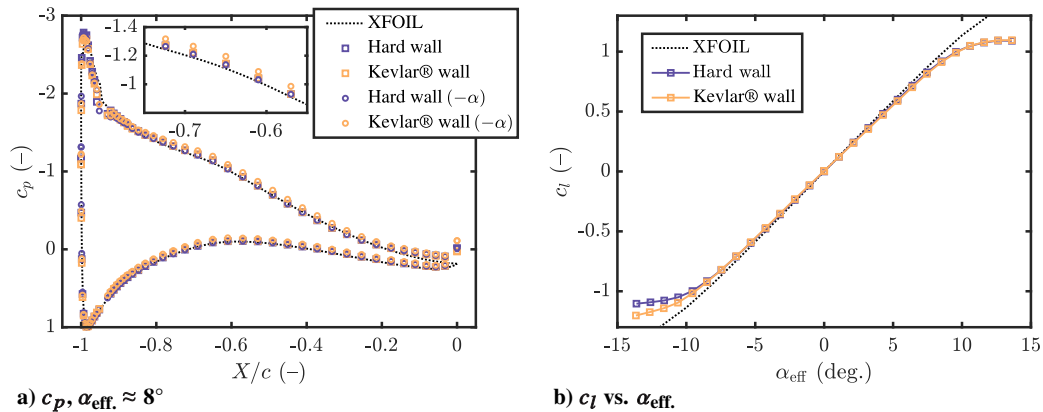 -3
-2
-1
0
1
c_p (−)
-1 -0.8 -0.6 -0.4 -0.2 0
X/c (−)
-1.4
-1.2
-1
-0.7 -0.6
XFOIL
Hard wall
Kevlar® wall
Hard wall (−α)
Kevlar® wall (−α)
a) c_p, α_eff. ≈ 8°
1
0.5
0
-0.5
-1
c_l (−)
-15 -10 -5 0 5 10 15
α_eff (deg.)
XFOIL
Hard wall
Kevlar® wall
b) c_l vs. α_eff.